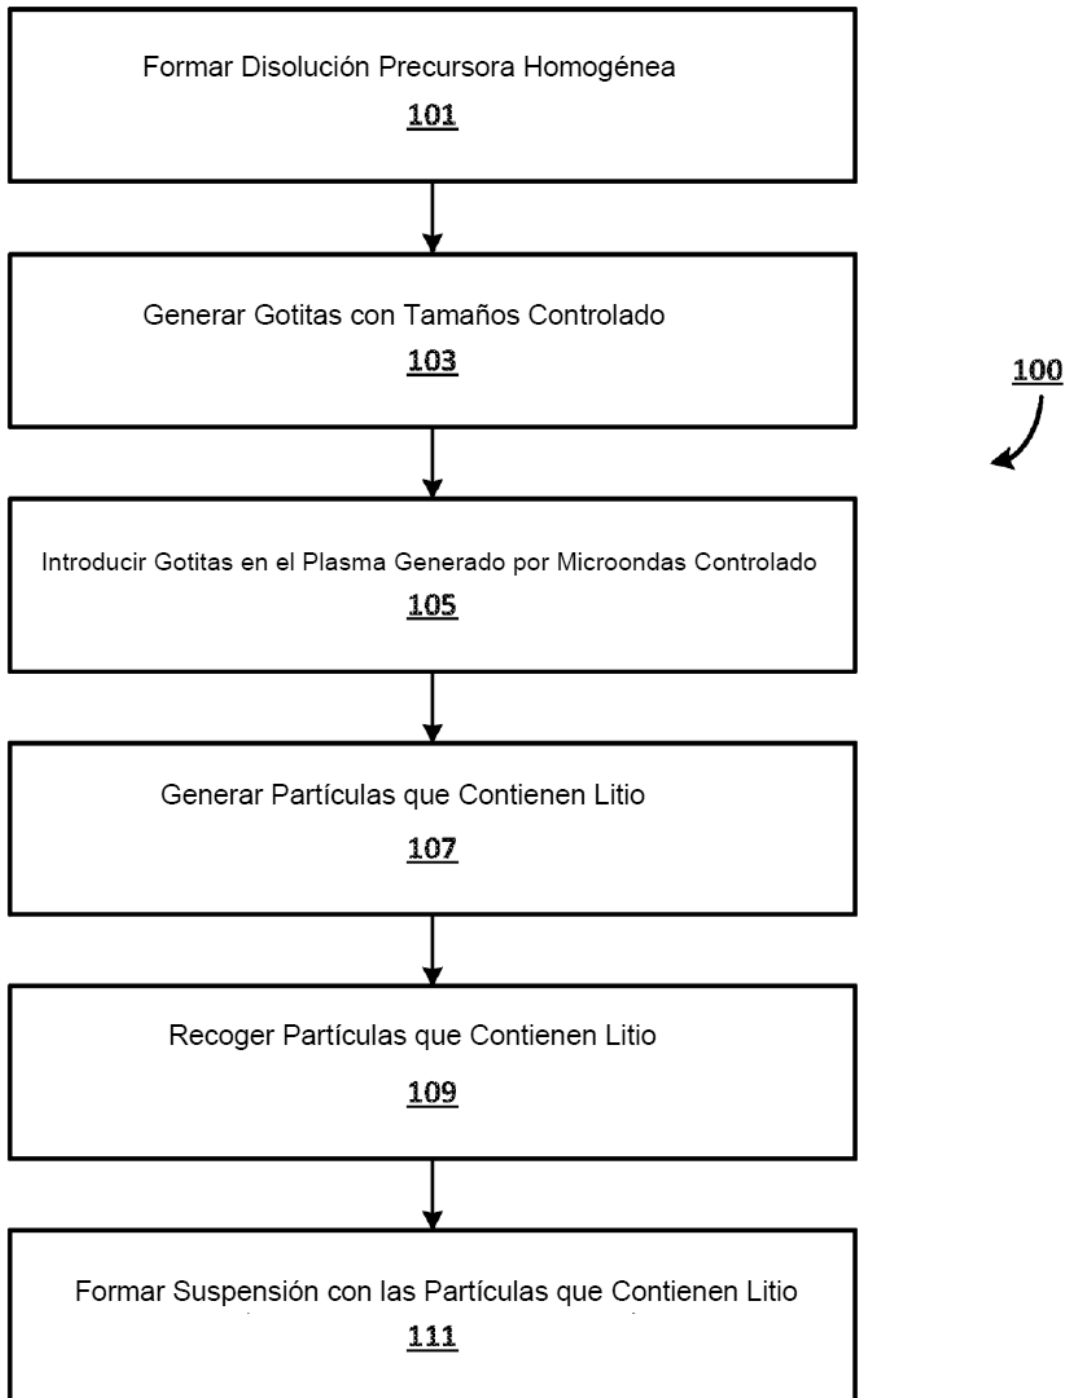 Formar Disolución Precursora Homogénea
101
Generar Gotitas con Tamaños Controlado
103
100
Introducir Gotitas en el Plasma Generado por Microondas Controlado
105
Generar Partículas que Contienen Litio
107
Recoger Partículas que Contienen Litio
109
Formar Suspensión con las Partículas que Contienen Litio
111